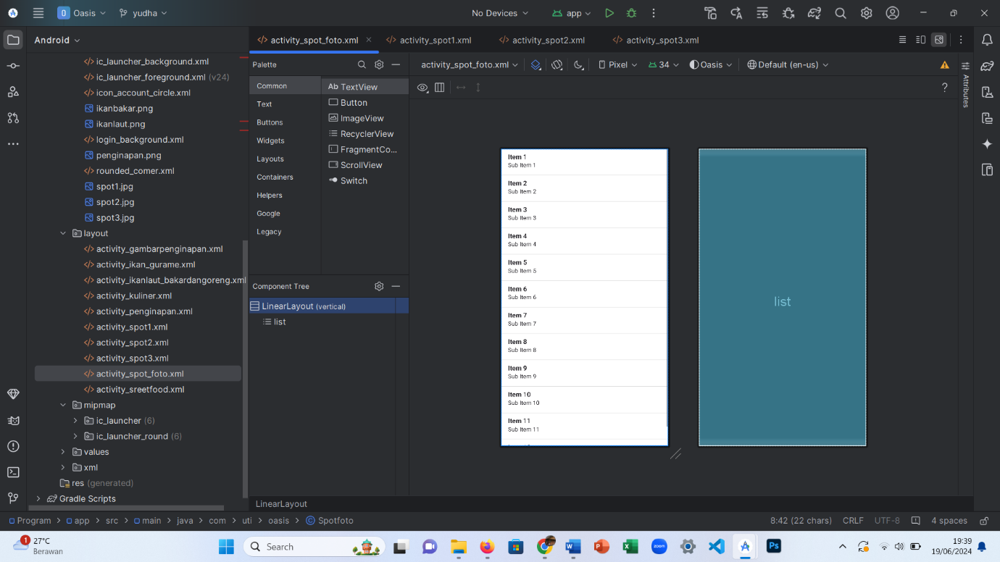 O Oasis yudha No Devices app
Android
ic_launcher_background.xml
ic_launcher_foreground.xml (v24)
icon_account_circle.xml
ikanbakar.png
ikanlaut.png
login_background.xml
penginapan.png
rounded_comer.xml
spot1.jpg
spot2.jpg
spot3.jpg
layout
activity_gambarpenginapan.xml
activity_ikan_gurame.xml
activity_ikanlaut_bakardangoreng.xml
activity_kuliner.xml
activity_penginapan.xml
activity_spot1.xml
activity_spot2.xml
activity_spot3.xml
activity_spot_foto.xml
activity_sreetfood.xml
mipmap
ic_launcher (6)
ic_launcher_round (6)
values
xml
res (generated)
Gradle Scripts
activity_spot_foto.xml activity_spot1.xml activity_spot2.xml activity_spot3.xml
Palette
Common
Text
Buttons
Widgets
Layouts
Containers
Helpers
Google
Legacy
Ab TextView
Button
ImageView
RecyclerView
FragmentCo...
ScrollView
Switch
Component Tree
LinearLayout (vertical)
list
activity_spot_foto.xml Pixel 34 Oasis Default (en-us)
?
Attributes
Item 1
Sub Item 1
Item 2
Sub Item 2
Item 3
Sub Item 3
Item 4
Sub Item 4
Item 5
Sub Item 5
Item 6
Sub Item 6
Item 7
Sub Item 7
Item 8
Sub Item 8
Item 9
Sub Item 9
Item 10
Sub Item 10
Item 11
Sub Item 11
list
LinearLayout
Program > app > src > main > java > com > uti > oasis > Spotfoto 8:42 (22 chars) CRLF UTF-8 4 spaces
1 27°C
Berawan
Search
zoom
Ps
19:39
19/06/2024